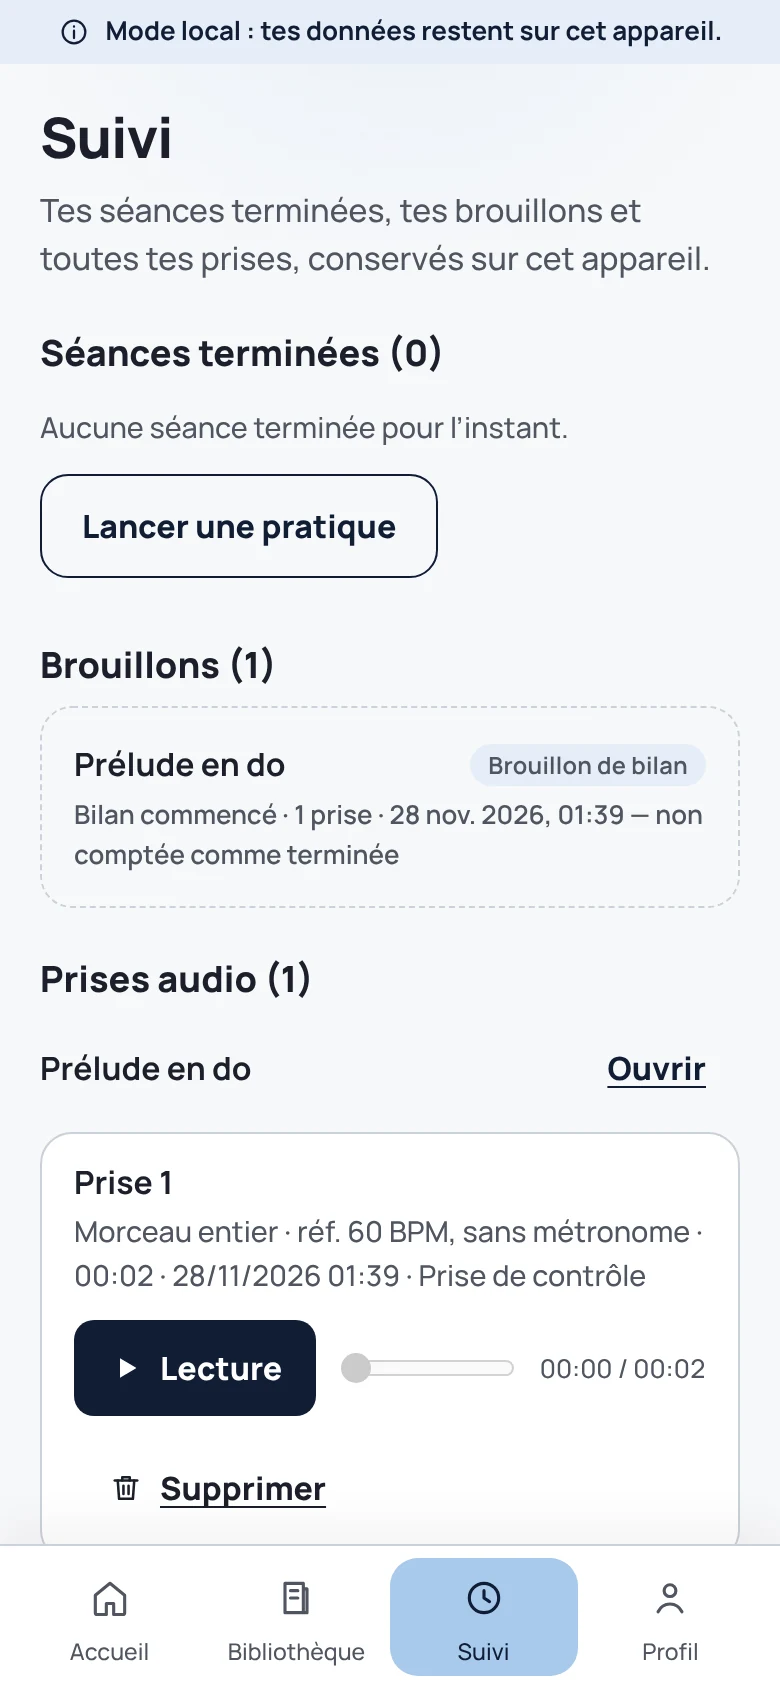 Mode local : tes données restent sur cet appareil.
Suivi
Tes séances terminées, tes brouillons et
toutes tes prises, conservés sur cet appareil.
Séances terminées (0)
Aucune séance terminée pour l’instant.
Lancer une pratique
Brouillons (1)
Prélude en do
Brouillon de bilan
Bilan commencé · 1 prise · 28 nov. 2026, 01:39 — non
comptée comme terminée
Prises audio (1)
Prélude en do
Ouvrir
Prise 1
Morceau entier · réf. 60 BPM, sans métronome ·
00:02 · 28/11/2026 01:39 · Prise de contrôle
Lecture
00:00 / 00:02
Supprimer
Accueil
Bibliothèque
Suivi
Profil